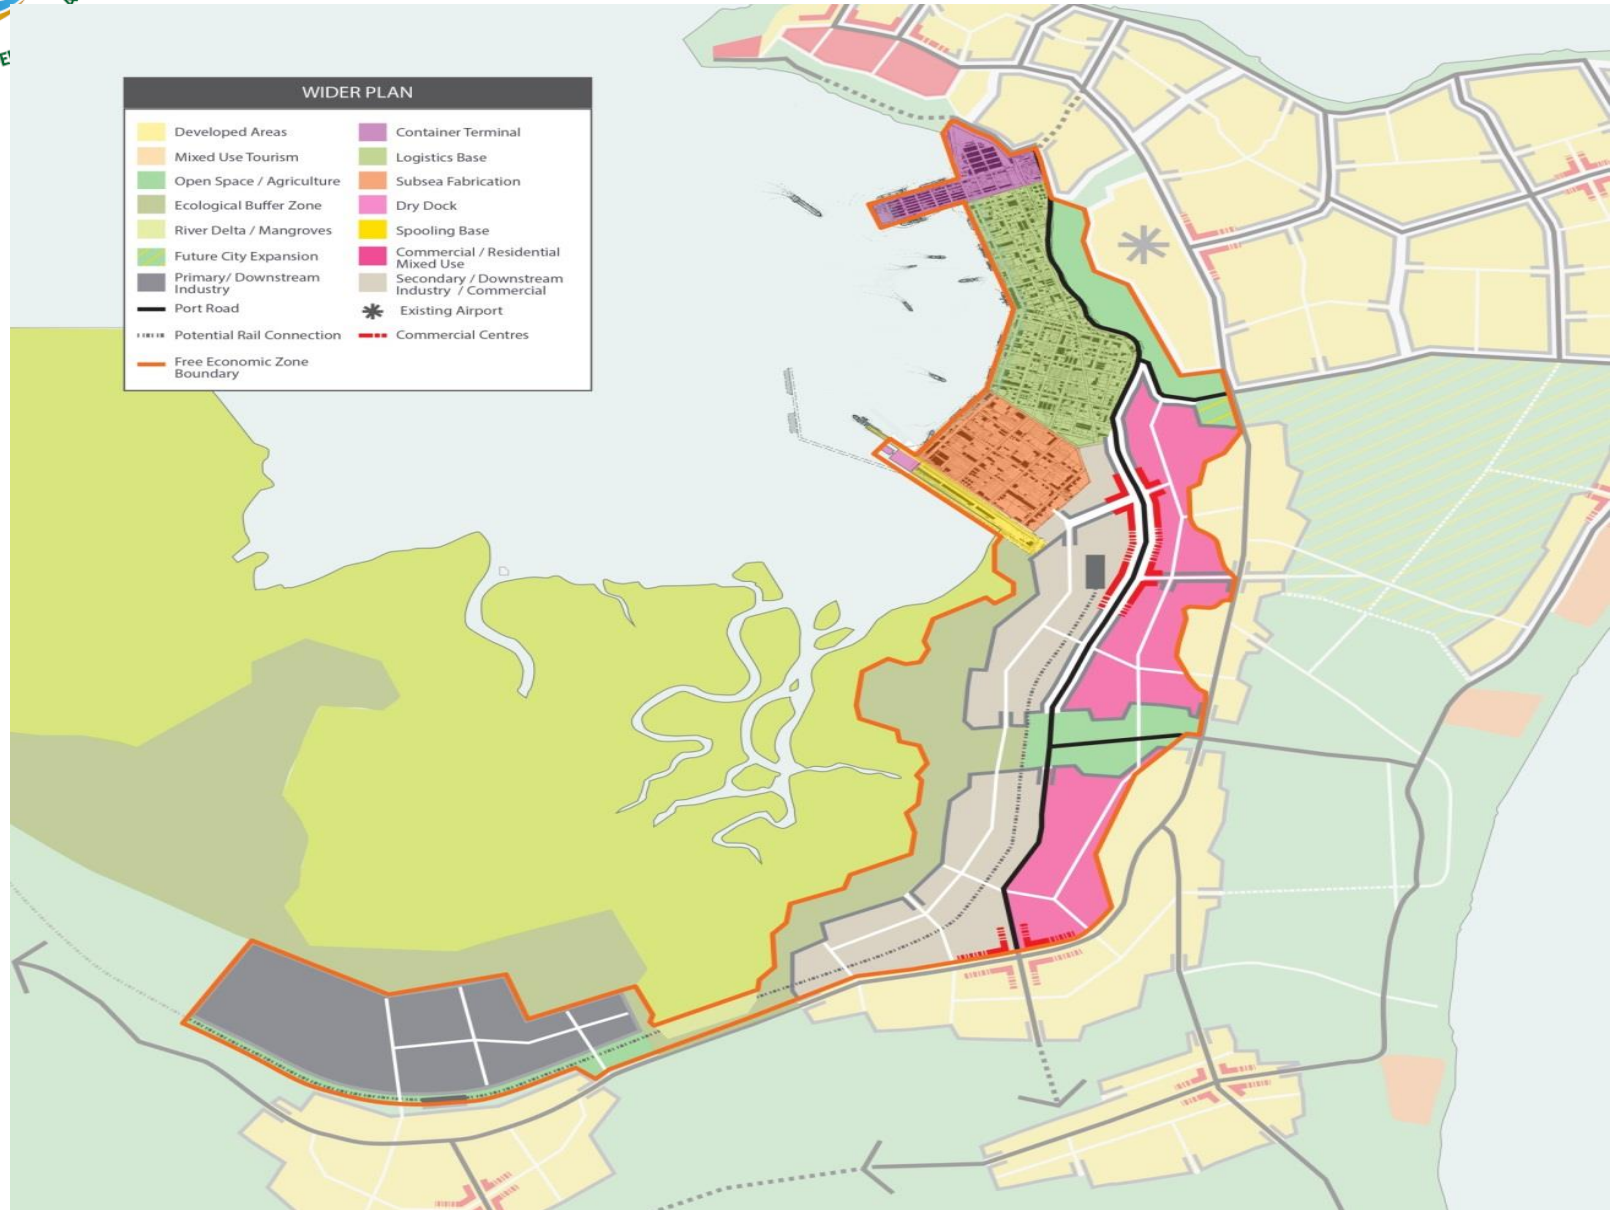 WIDER PLAN
Developed Areas
Mixed Use Tourism
Open Space / Agriculture
Ecological Buffer Zone
River Delta / Mangroves
Future City Expansion
Primary/ Downstream
Industry
Port Road
Potential Rail Connection
Free Economic Zone
Boundary
Container Terminal
Logistics Base
Subsea Fabrication
Dry Dock
Spooling Base
Commercial / Residential
Mixed Use
Secondary / Downstream
Industry / Commercial
Existing Airport
Commercial Centres